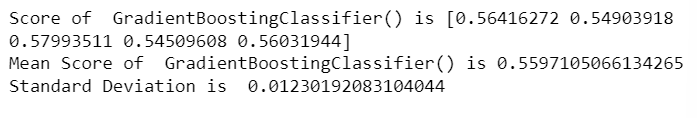 Score of  GradientBoostingClassifier() is [0.56416272 0.54903918
0.57993511 0.54509608 0.56031944]
Mean Score of  GradientBoostingClassifier() is 0.5597105066134265
Standard Deviation is  0.01230192083104044